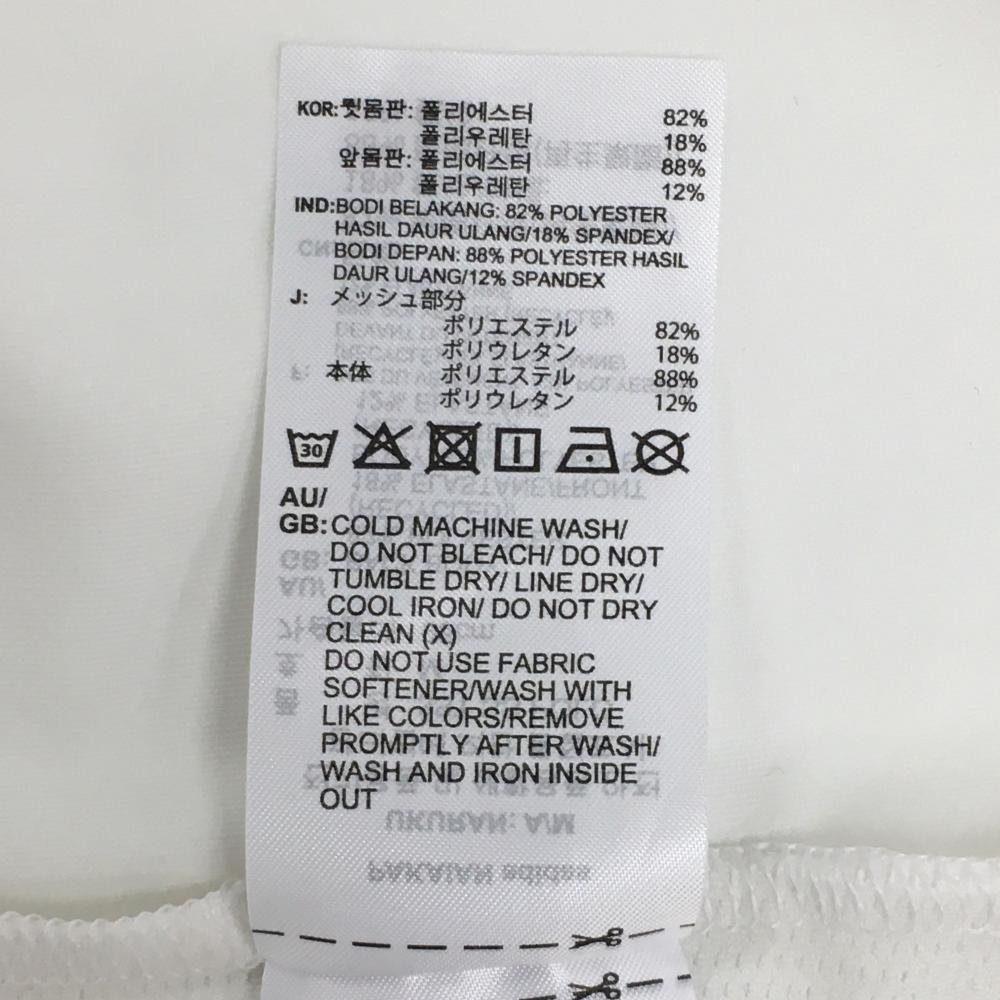 KOR: 뒷몸판: 폴리에스터 82%
폴리우레탄 18%
앞몸판: 폴리에스터 88%
폴리우레탄 12%
IND:BODI BELAKANG: 82% POLYESTER
HASIL DAUR ULANG/18% SPANDEX/
BODI DEPAN: 88% POLYESTER HASIL
DAUR ULANG/12% SPANDEX
J: メッシュ部分
ポリエステル 82%
ポリウレタン 18%
本体 ポリエステル 88%
ポリウレタン 12%
30
AU/
GB: COLD MACHINE WASH/
DO NOT BLEACH/ DO NOT
TUMBLE DRY/ LINE DRY/
COOL IRON/ DO NOT DRY
CLEAN (X)
DO NOT USE FABRIC
SOFTENER/WASH WITH
LIKE COLORS/REMOVE
PROMPTLY AFTER WASH/
WASH AND IRON INSIDE
OUT
UKURAN: A/M
PAKAIAN adidas